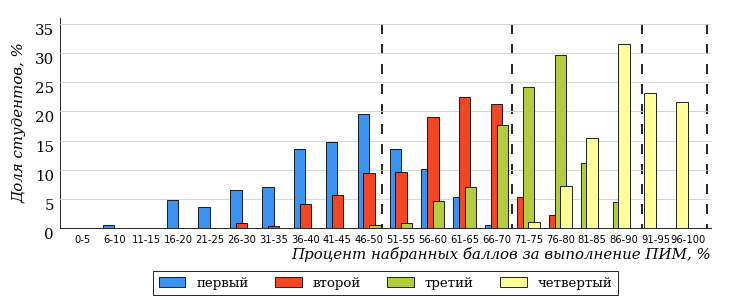 Доля студентов, %
35
30
25
20
15
10
5
0
0-5 6-10 11-15 16-20 21-25 26-30 31-35 36-40 41-45 46-50 51-55 56-60 61-65 66-70 71-75 76-80 81-85 86-90 91-95 96-100
Процент набранных баллов за выполнение ПИМ, %
первый второй третий четвертый